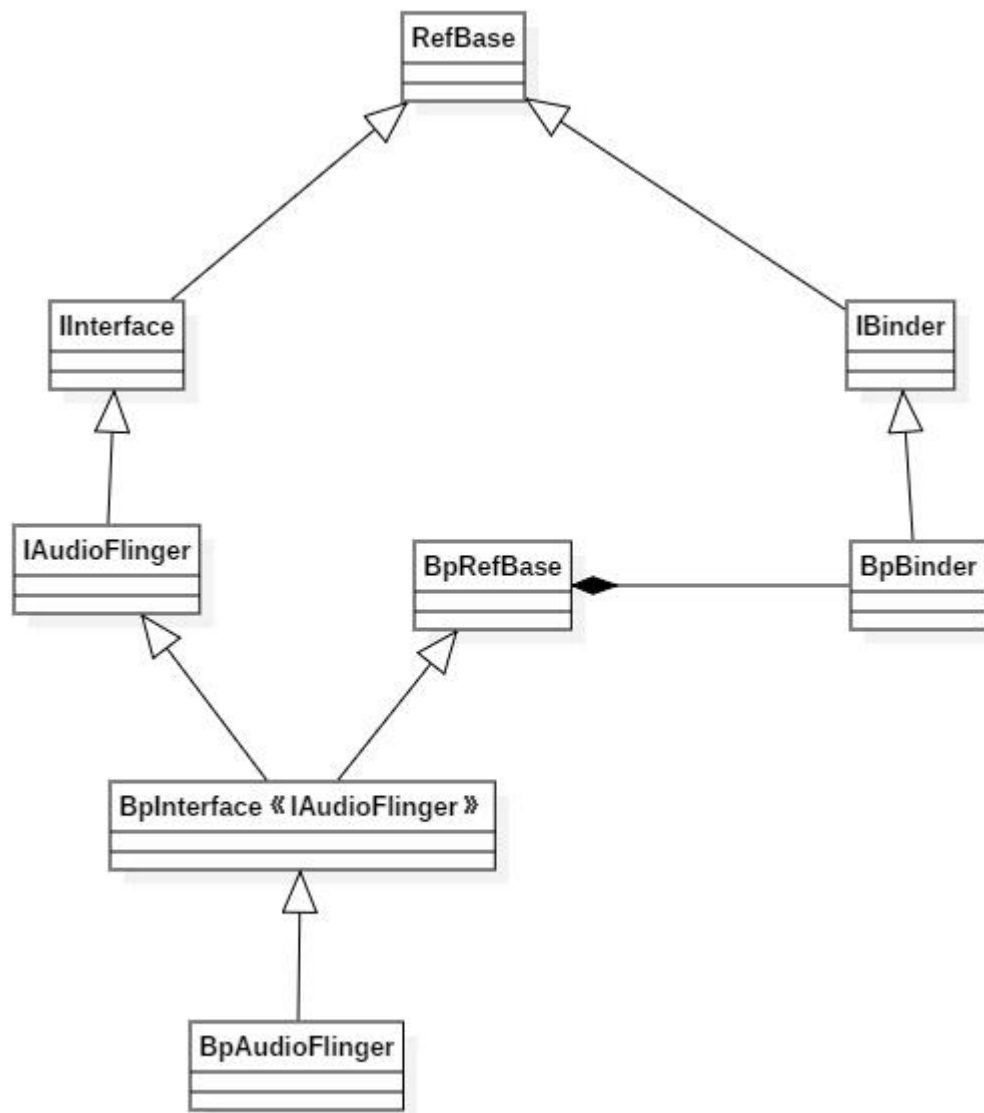 RefBase
IInterface
IBinder
IAudioFlinger
BpRefBase
BpBinder
BpInterface《IAudioFlinger》
BpAudioFlinger